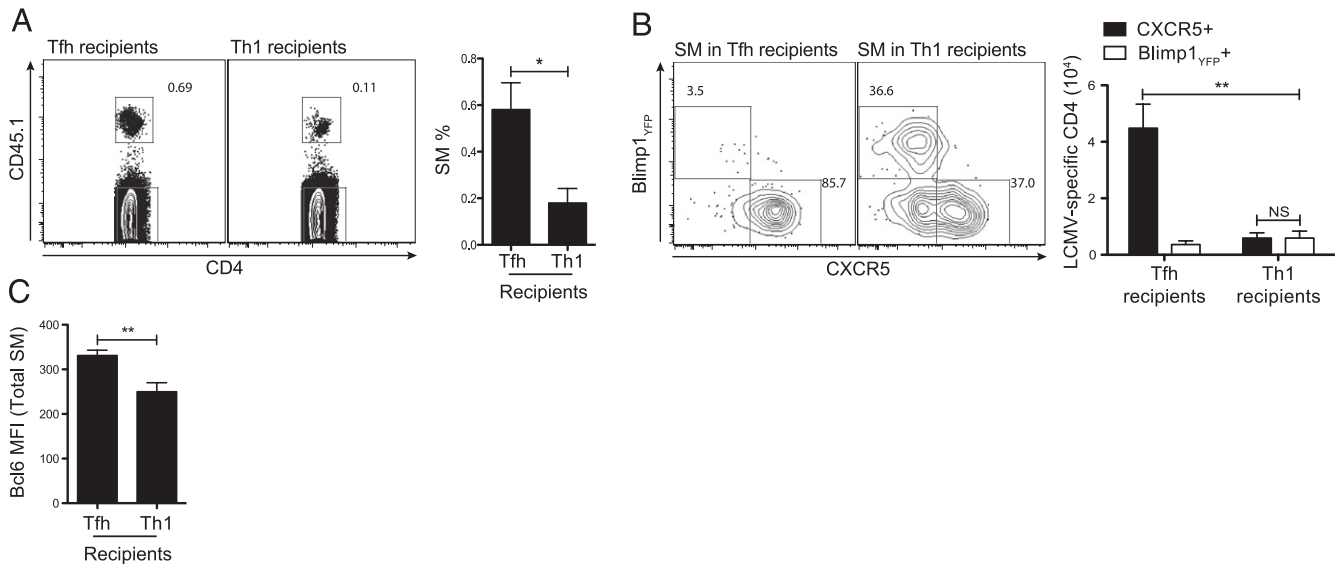 A
Tfh recipients
Th1 recipients
0.69
0.11
CD45.1
CD4
SM %
0.8
0.6
0.4
0.2
0.0
*
Tfh Th1
Recipients
B
SM in Tfh recipients
SM in Th1 recipients
3.5
85.7
36.6
37.0
Blimp1YFP
CXCR5
CXCR5+
Blimp1YFP+
LCMV-specific CD4 (10⁴)
6
4
2
0
**
NS
Tfh recipients
Th1 recipients
C
Bcl6 MFI (Total SM)
400
300
200
100
0
**
Tfh Th1
Recipients